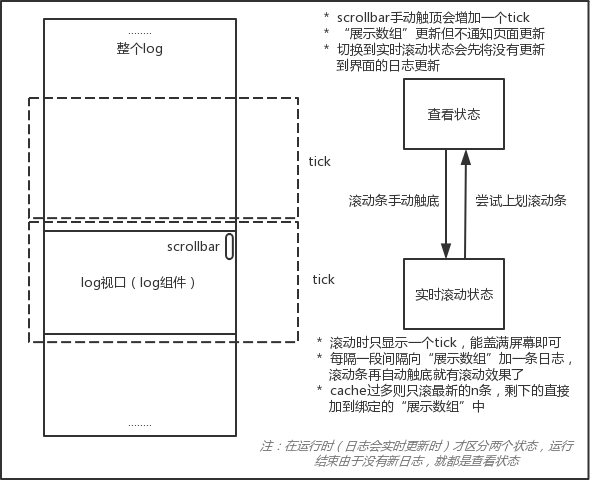 ........
整个log
tick
scrollbar
log视口（log组件）
tick
........
* scrollbar手动触顶会增加一个tick
* “展示数组”更新但不通知页面更新
* 切换到实时滚动状态会先将没有更新
到界面的日志更新
查看状态
滚动条手动触底
尝试上划滚动条
实时滚动状态
* 滚动时只显示一个tick，能盖满屏幕即可
* 每隔一段间隔向“展示数组”加一条日志，
滚动条再自动触底就有滚动效果了
* cache过多则只滚最新的n条，剩下的直接
加到绑定的“展示数组”中
注：在运行时（日志会实时更新时）才区分两个状态，运行
结束由于没有新日志，就都是查看状态